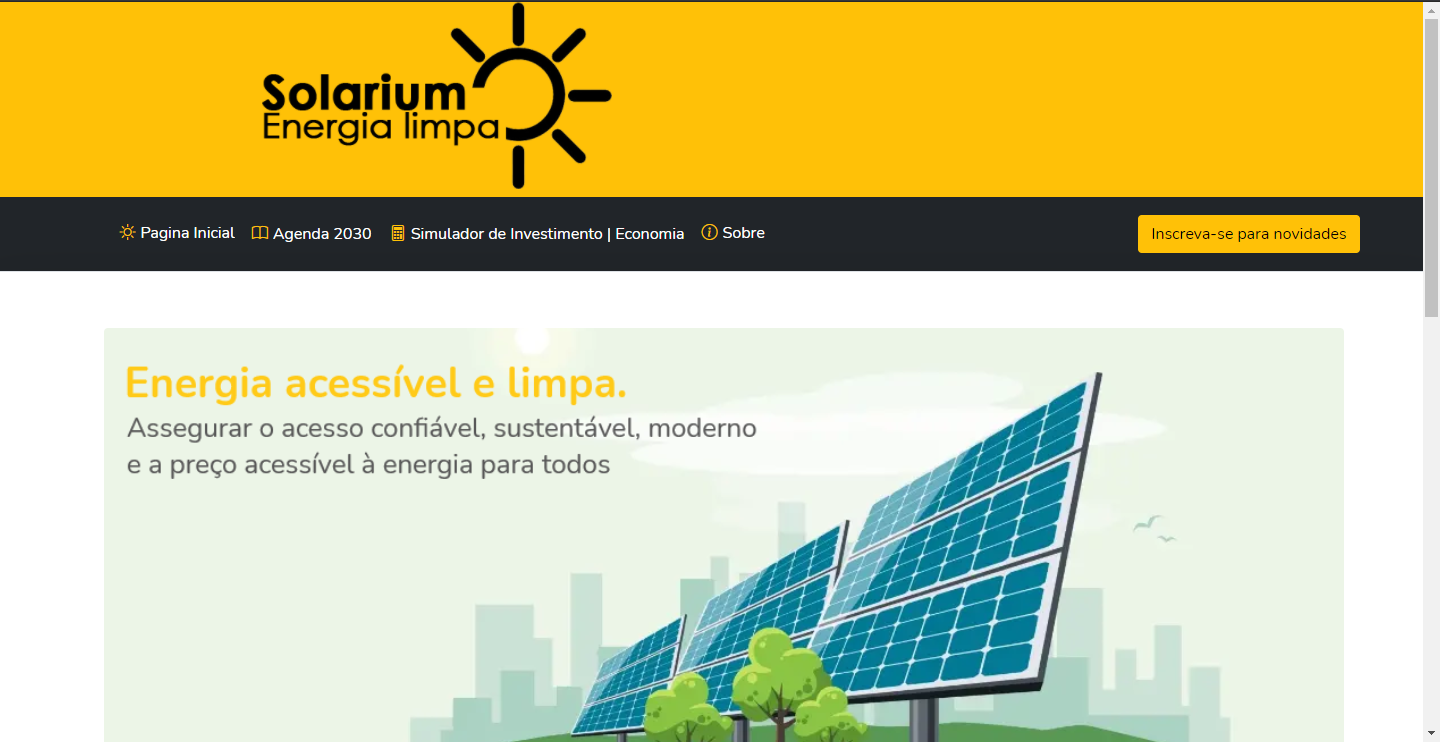 Solarium
Energia limpa
Pagina Inicial Agenda 2030 Simulador de Investimento | Economia Sobre Inscreva-se para novidades
Energia acessível e limpa.
Assegurar o acesso confiável, sustentável, moderno
e a preço acessível à energia para todos